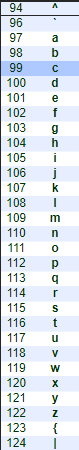 94 ^
96 `
97 a
98 b
99 c
100 d
101 e
102 f
103 g
104 h
105 i
106 j
107 k
108 l
109 m
110 n
111 o
112 p
113 q
114 r
115 s
116 t
117 u
118 v
119 w
120 x
121 y
122 z
123 {
124 |